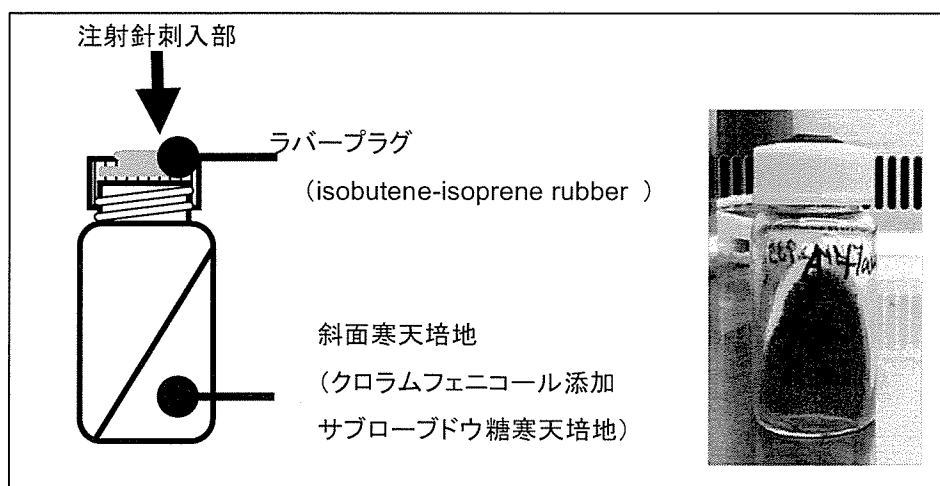 注射針刺入部
ラバープラグ
（isobutene-isoprene rubber ）
斜面寒天培地
（クロラムフェニコール添加
サブローブドウ糖寒天培地）